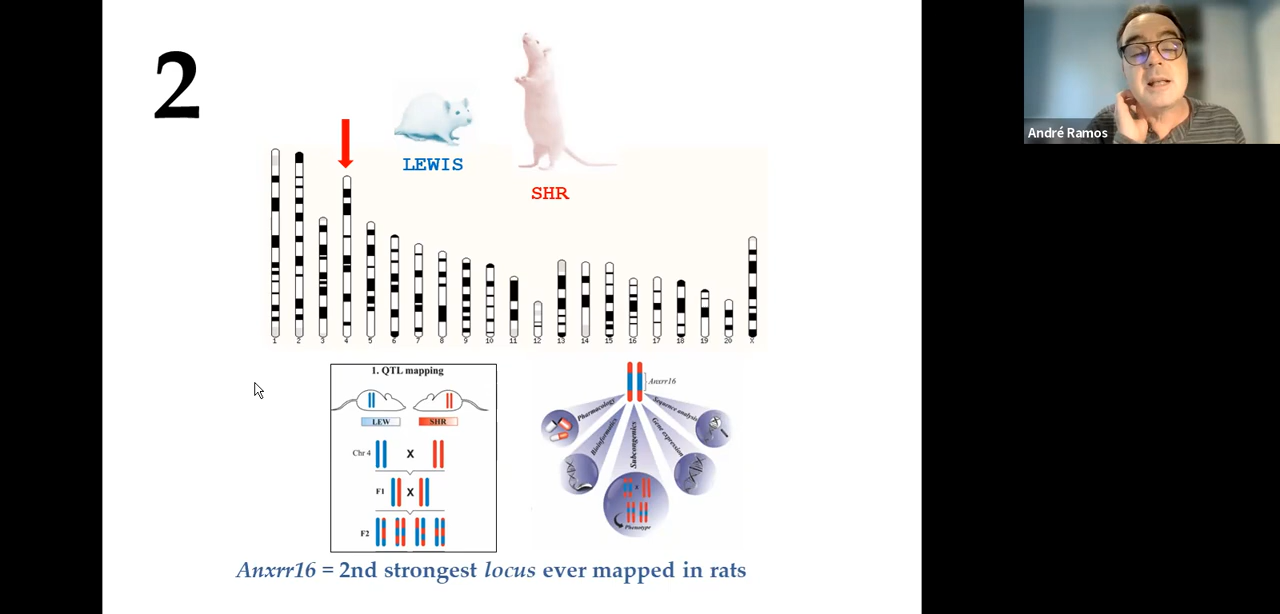 2
André Ramos
LEWIS
SHR
1 2 3 4 5 6 7 8 9 10 11 12 13 14 15 16 17 18 19 20 X
1. QTL mapping
LEW SHR
Chr 4 X
F1 X
F2
Anxrr16
Pharmacology
Bioinformatics
Subcongenics
Gene expression
Sequence analysis
x
Phenotype
Anxrr16 = 2nd strongest locus ever mapped in rats